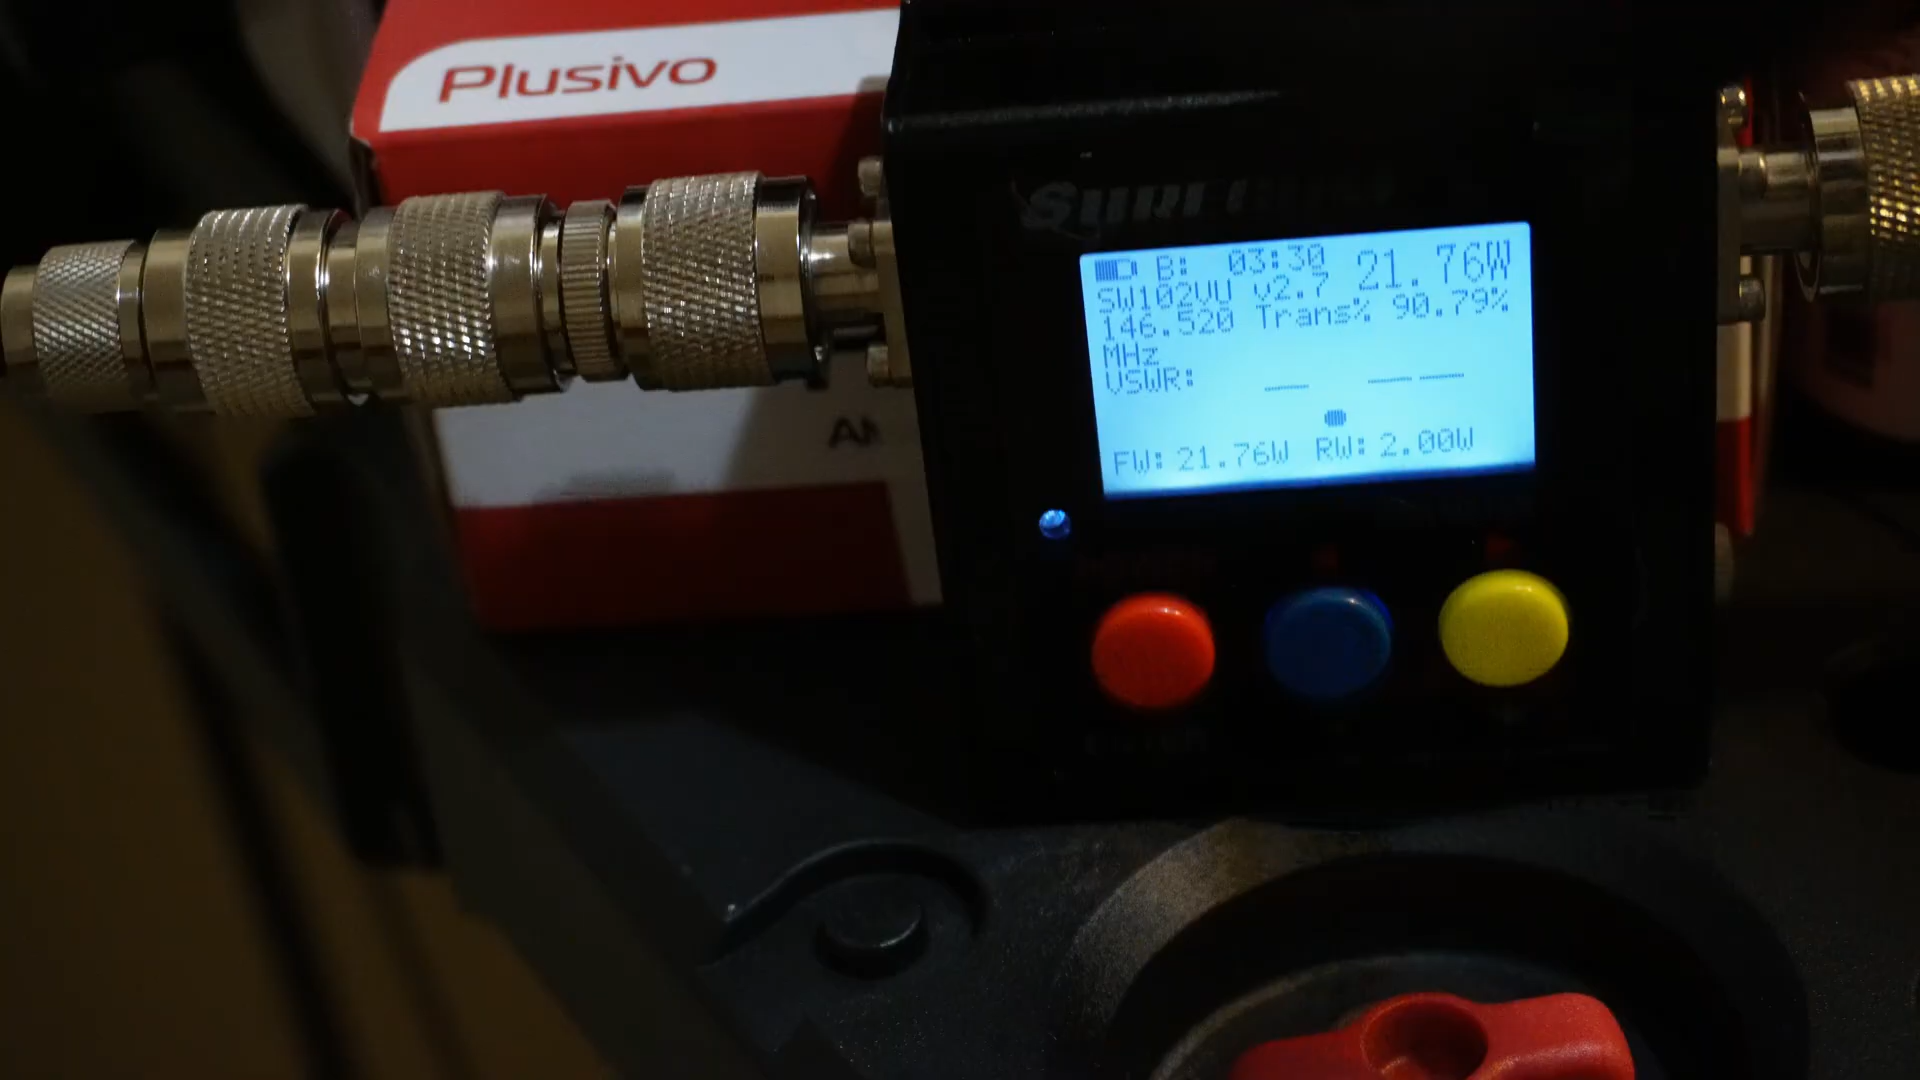 Plusivo
B: 03:30 21.76W
SW102VU v2.7
146.520 Trans% 90.79%
MHz
VSWR: — — —
FW: 21.76W RW: 2.00W